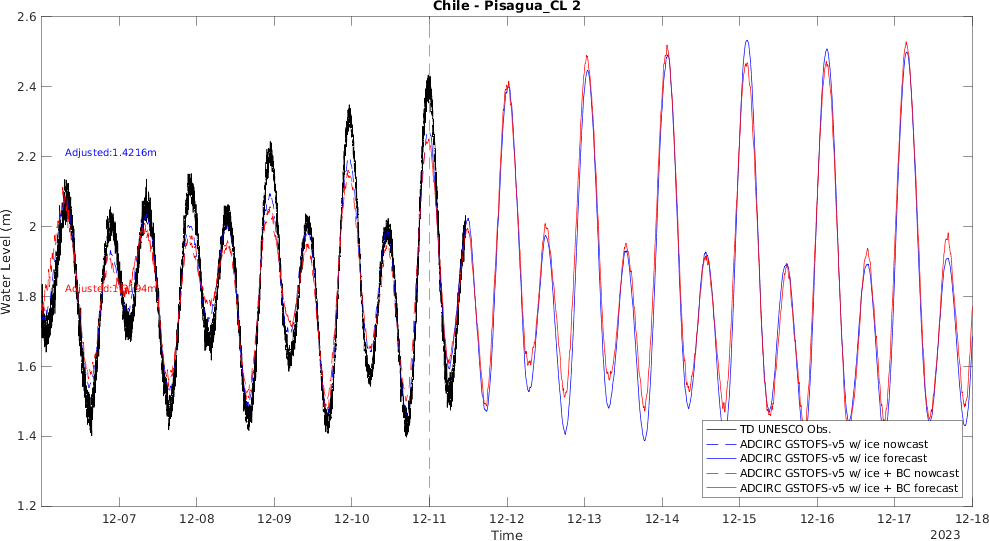 Chile - Pisagua_CL 2
2.6
2.4
2.2
2
1.8
1.6
1.4
1.2
Water Level (m)
Adjusted:1.4216m
TD UNESCO Obs.
ADCIRC GSTOFS-v5 w/ ice nowcast
ADCIRC GSTOFS-v5 w/ ice forecast
ADCIRC GSTOFS-v5 w/ ice + BC nowcast
ADCIRC GSTOFS-v5 w/ ice + BC forecast
12-07 12-08 12-09 12-10 12-11 12-12 12-13 12-14 12-15 12-16 12-17 12-18
Time
2023